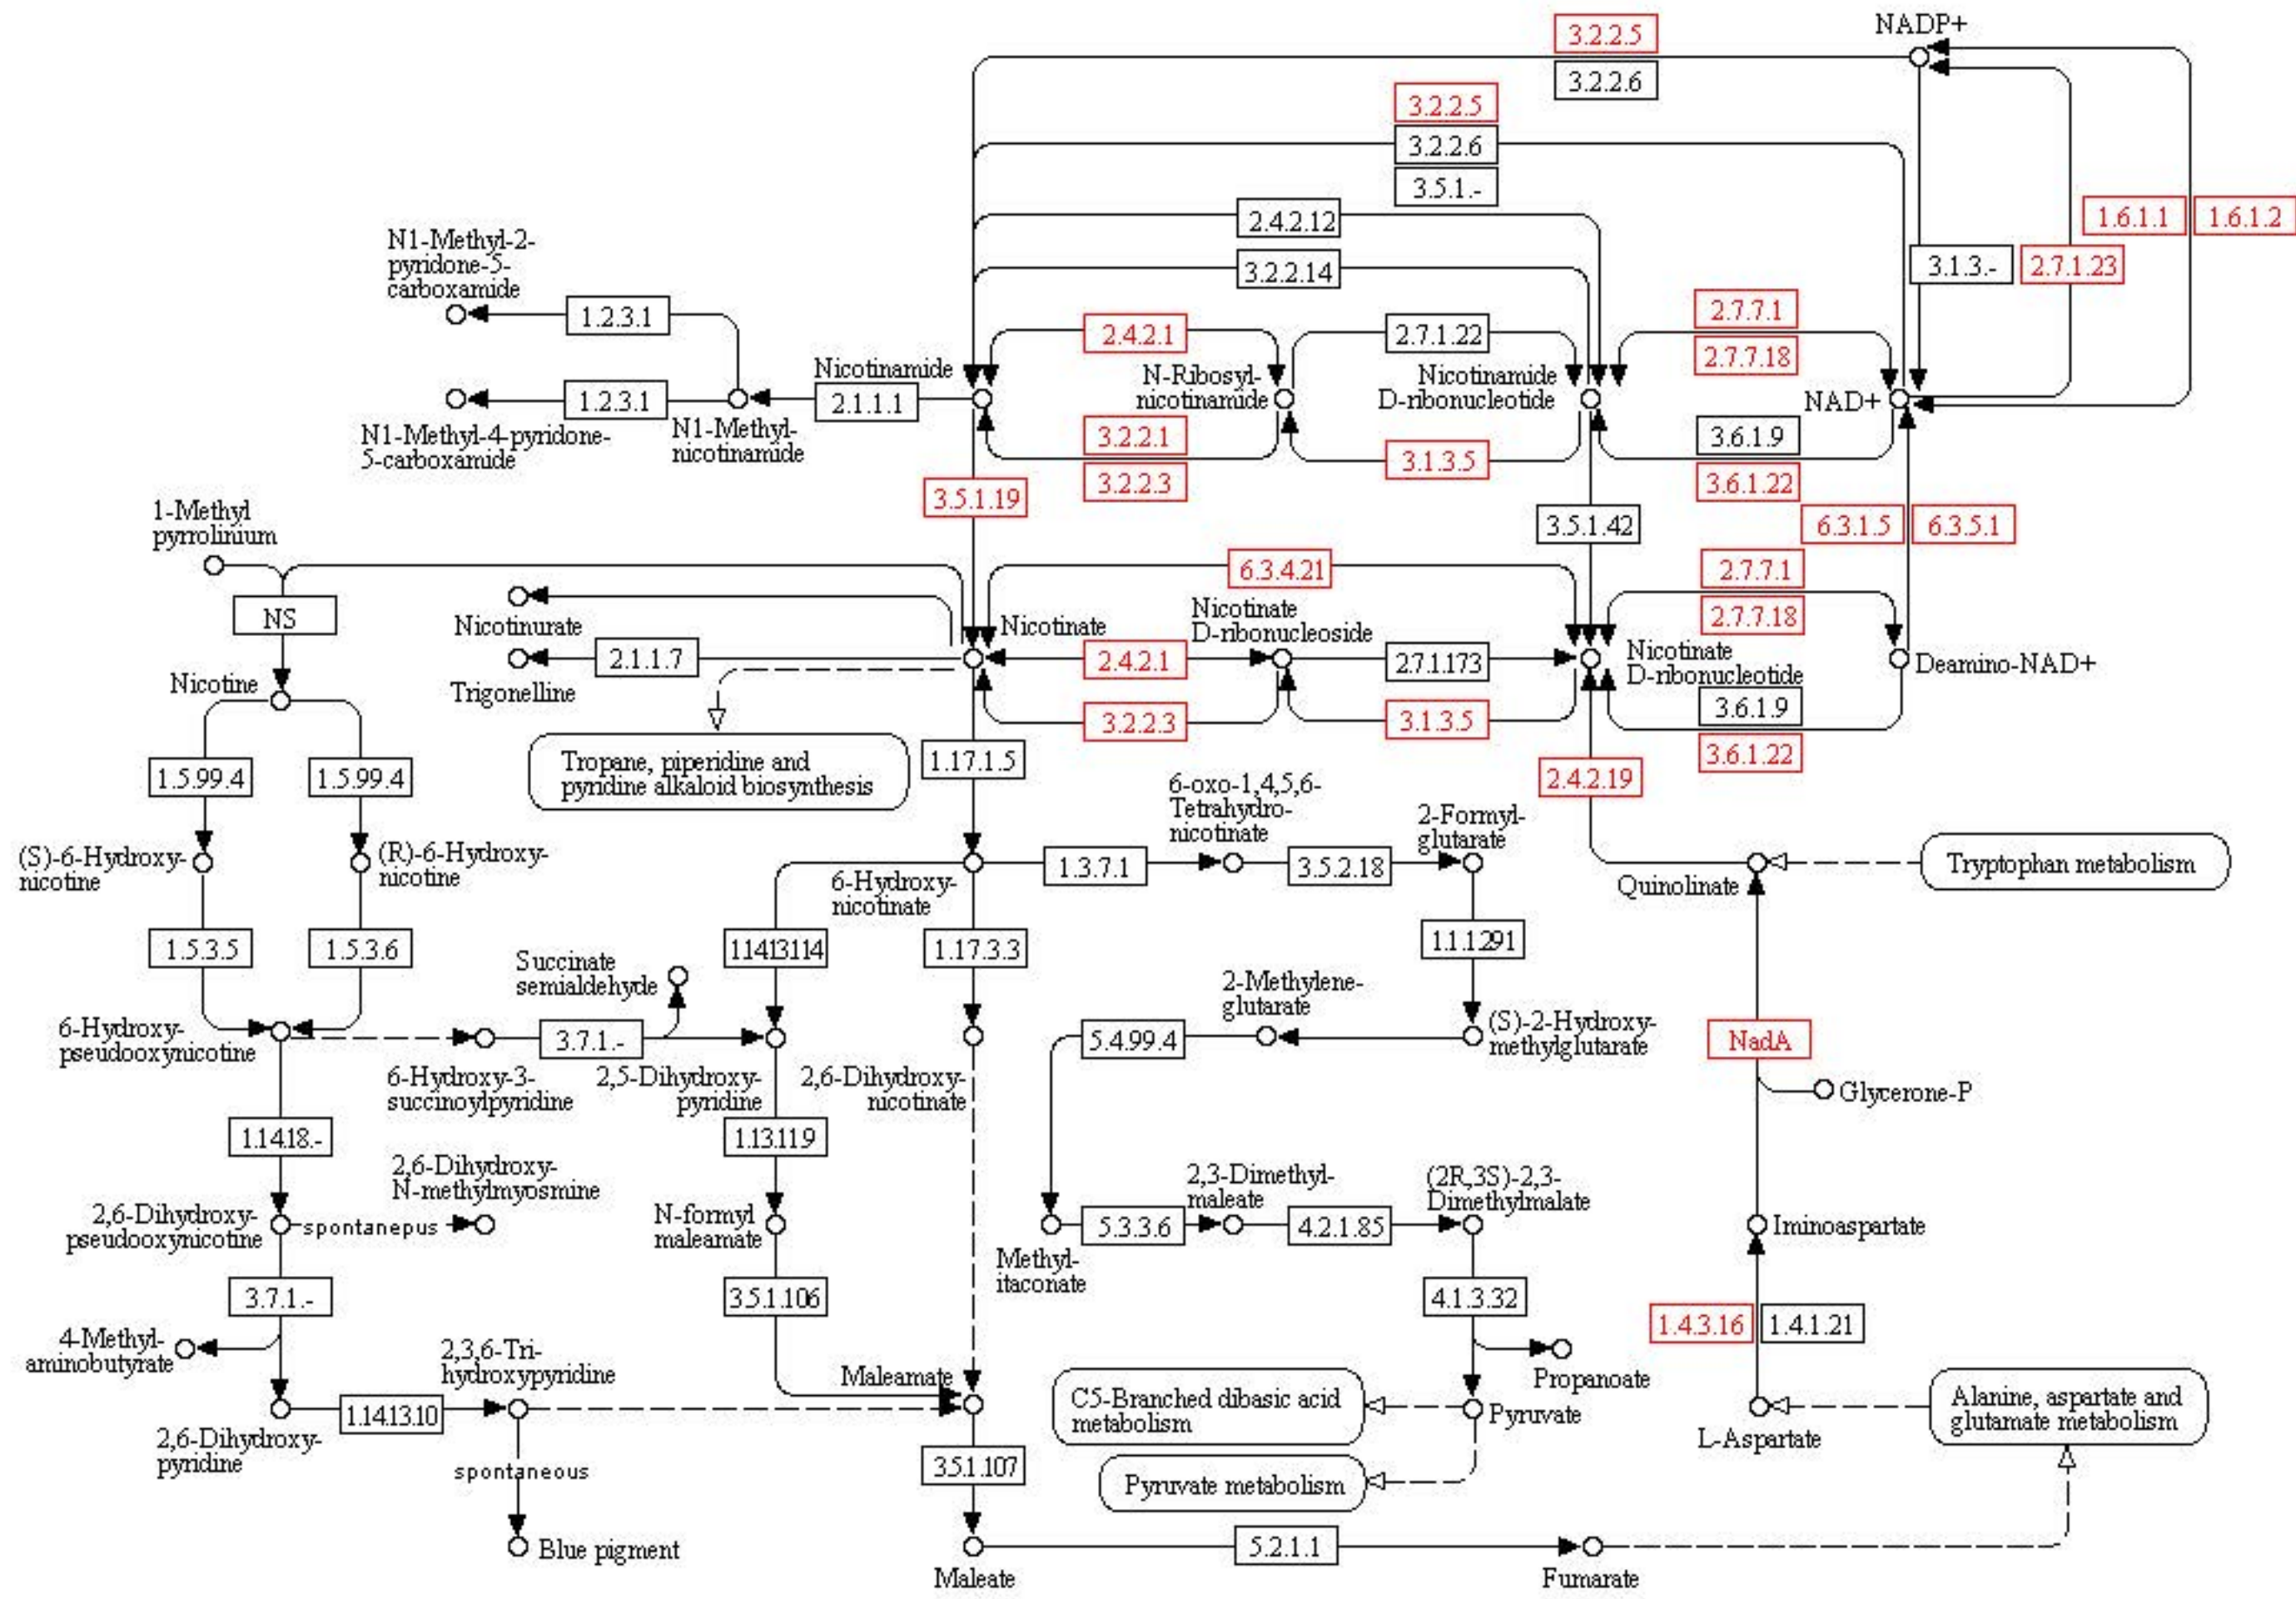 NADP+
3.2.2.5
3.2.2.6
3.2.2.5
3.2.2.6
3.5.1.-
2.4.2.12
1.6.1.1
1.6.1.2
N1-Methyl-2-
pyridone-5-
carboxamide
3.2.2.14
3.1.3.-
2.7.1.23
1.2.3.1
2.7.7.1
2.4.2.1
2.7.1.22
2.7.7.18
Nicotinamide
N-Ribosyl-
nicotinamide
Nicotinamide
D-ribonucleotide
NAD+
1.2.3.1
2.1.1.1
N1-Methyl-4-pyridone-
5-carboxamide
N1-Methyl-
nicotinamide
3.2.2.1
3.6.1.9
3.1.3.5
3.2.2.3
3.6.1.22
3.5.1.19
1-Methyl
pyrrolinium
3.5.1.42
6.3.1.5
6.3.5.1
6.3.4.21
2.7.7.1
NS
Nicotinurate
Nicotinate
Nicotinate
D-ribonucleoside
2.7.7.18
2.1.1.7
2.4.2.1
2.7.1.173
Nicotinate
D-ribonucleotide
Deamino-NAD+
Nicotine
Trigonelline
3.2.2.3
3.1.3.5
3.6.1.9
3.6.1.22
1.5.99.4
1.5.99.4
Tropane, piperidine and
pyridine alkaloid biosynthesis
1.17.1.5
2.4.2.19
6-oxo-1,4,5,6-
Tetrahydro-
nicotinate
2-Formyl-
glutarate
(S)-6-Hydroxy-
nicotine
(R)-6-Hydroxy-
nicotine
6-Hydroxy-
nicotinate
1.3.7.1
3.5.2.18
Quinolinate
Tryptophan metabolism
1.5.3.5
1.5.3.6
Succinate
semialdehyde
1.14.13.114
1.17.3.3
1.1.1.291
2-Methylene-
glutarate
6-Hydroxy-
pseudooxynicotine
3.7.1.-
5.4.99.4
(S)-2-Hydroxy-
methylglutarate
NadA
6-Hydroxy-3-
succinoylpyridine
2,5-Dihydroxy-
pyridine
2,6-Dihydroxy-
nicotinate
Glycerone-P
1.14.18.-
1.13.11.9
2,6-Dihydroxy-
N-methylmyosmine
2,3-Dimethyl-
maleate
(2R,3S)-2,3-
Dimethylmalate
2,6-Dihydroxy-
pseudooxynicotine
spontanepus
N-formyl
maleamate
5.3.3.6
4.2.1.85
Iminoaspartate
Methyl-
itaconate
3.7.1.-
3.5.1.106
4.1.3.32
1.4.3.16
1.4.1.21
4-Methyl-
aminobutyrate
2,3,6-Tri-
hydroxypyridine
Maleamate
Propanoate
1.14.13.10
C5-Branched dibasic acid
metabolism
Pyruvate
Alanine, aspartate and
glutamate metabolism
2,6-Dihydroxy-
pyridine
L-Aspartate
spontaneous
3.5.1.107
Pyruvate metabolism
Blue pigment
5.2.1.1
Maleate
Fumarate